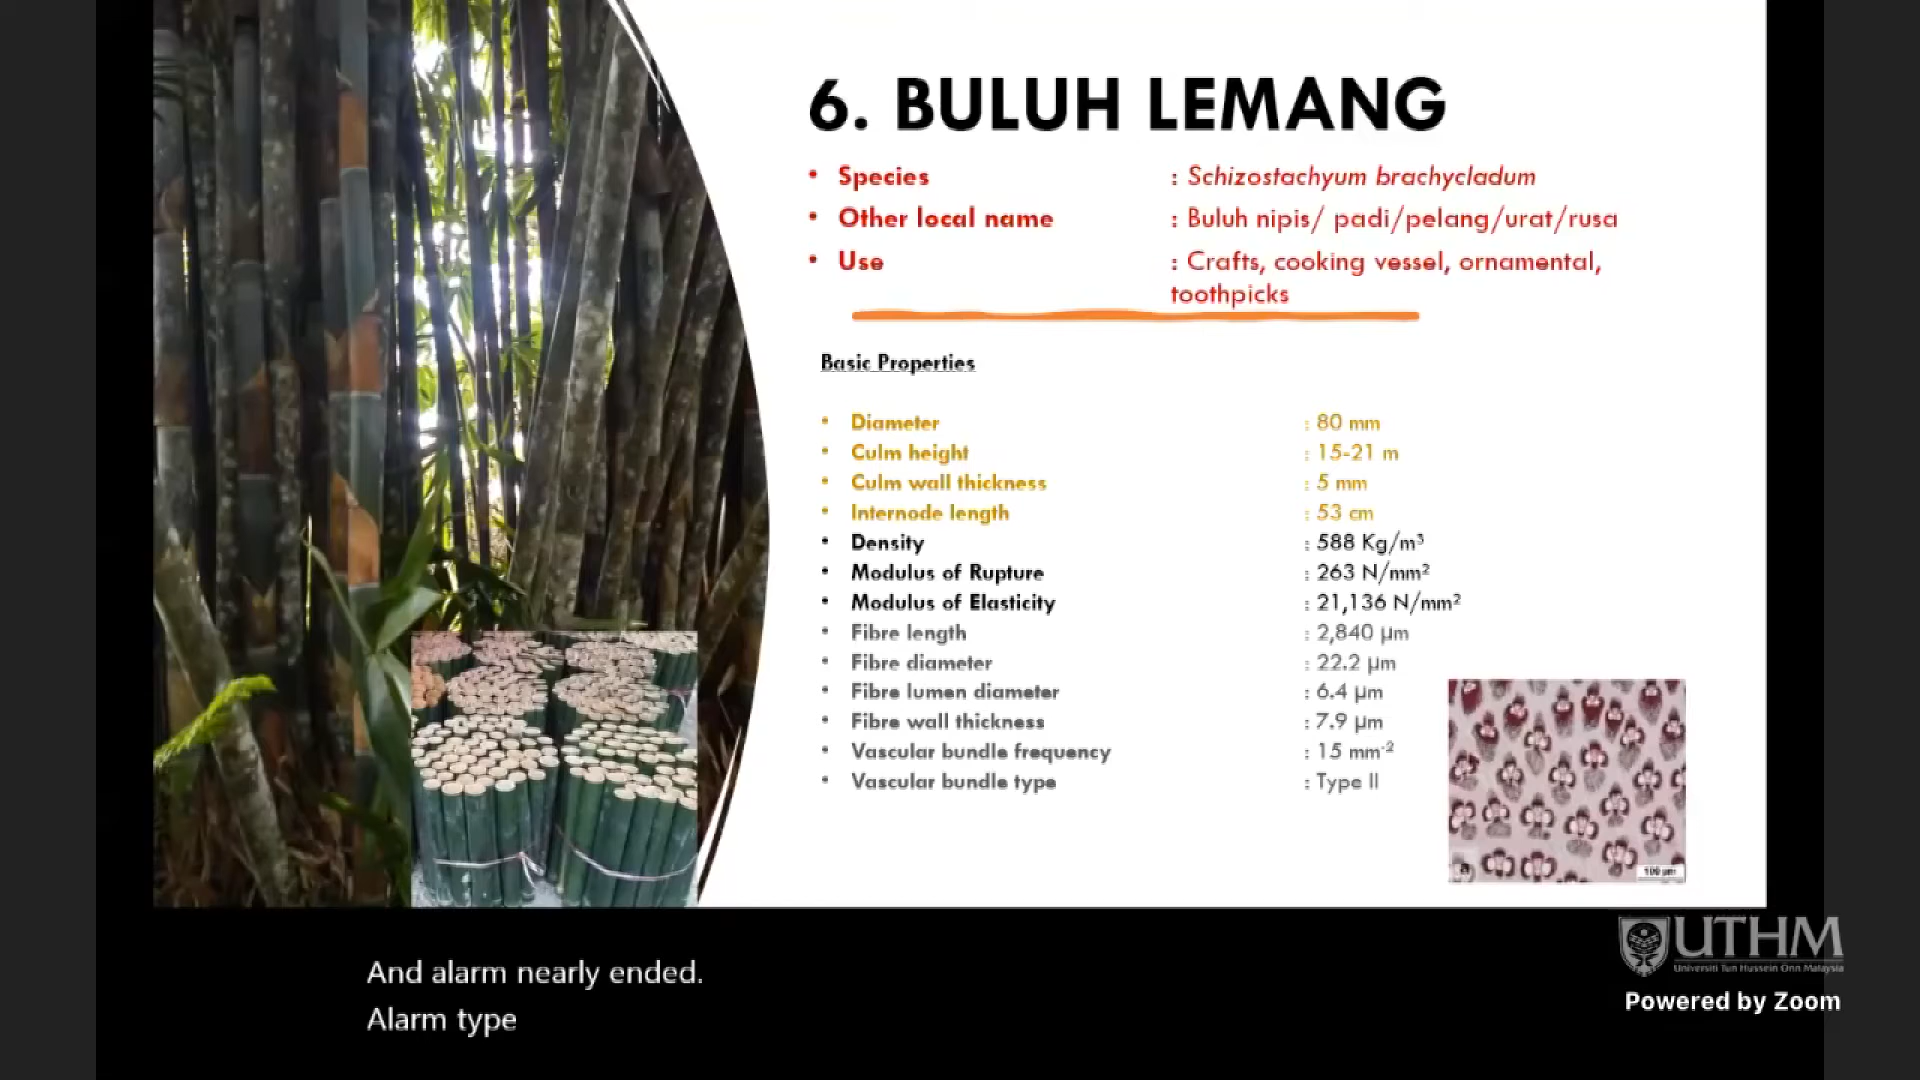 6. BULUH LEMANG
• Species : Schizostachyum brachycladum
• Other local name : Buluh nipis/ padi/pelang/urat/rusa
• Use : Crafts, cooking vessel, ornamental,
toothpicks
Basic Properties
• Diameter : 80 mm
• Culm height : 15-21 m
• Culm wall thickness : 5 mm
• Internode length : 53 cm
• Density : 588 Kg/m³
• Modulus of Rupture : 263 N/mm²
• Modulus of Elasticity : 21,136 N/mm²
• Fibre length : 2,840 µm
• Fibre diameter : 22.2 µm
• Fibre lumen diameter : 6.4 µm
• Fibre wall thickness : 7.9 µm
• Vascular bundle frequency : 15 mm⁻²
• Vascular bundle type : Type II
a
100 µm
UTHM
Universiti Tun Hussein Onn Malaysia
Powered by Zoom
And alarm nearly ended.
Alarm type